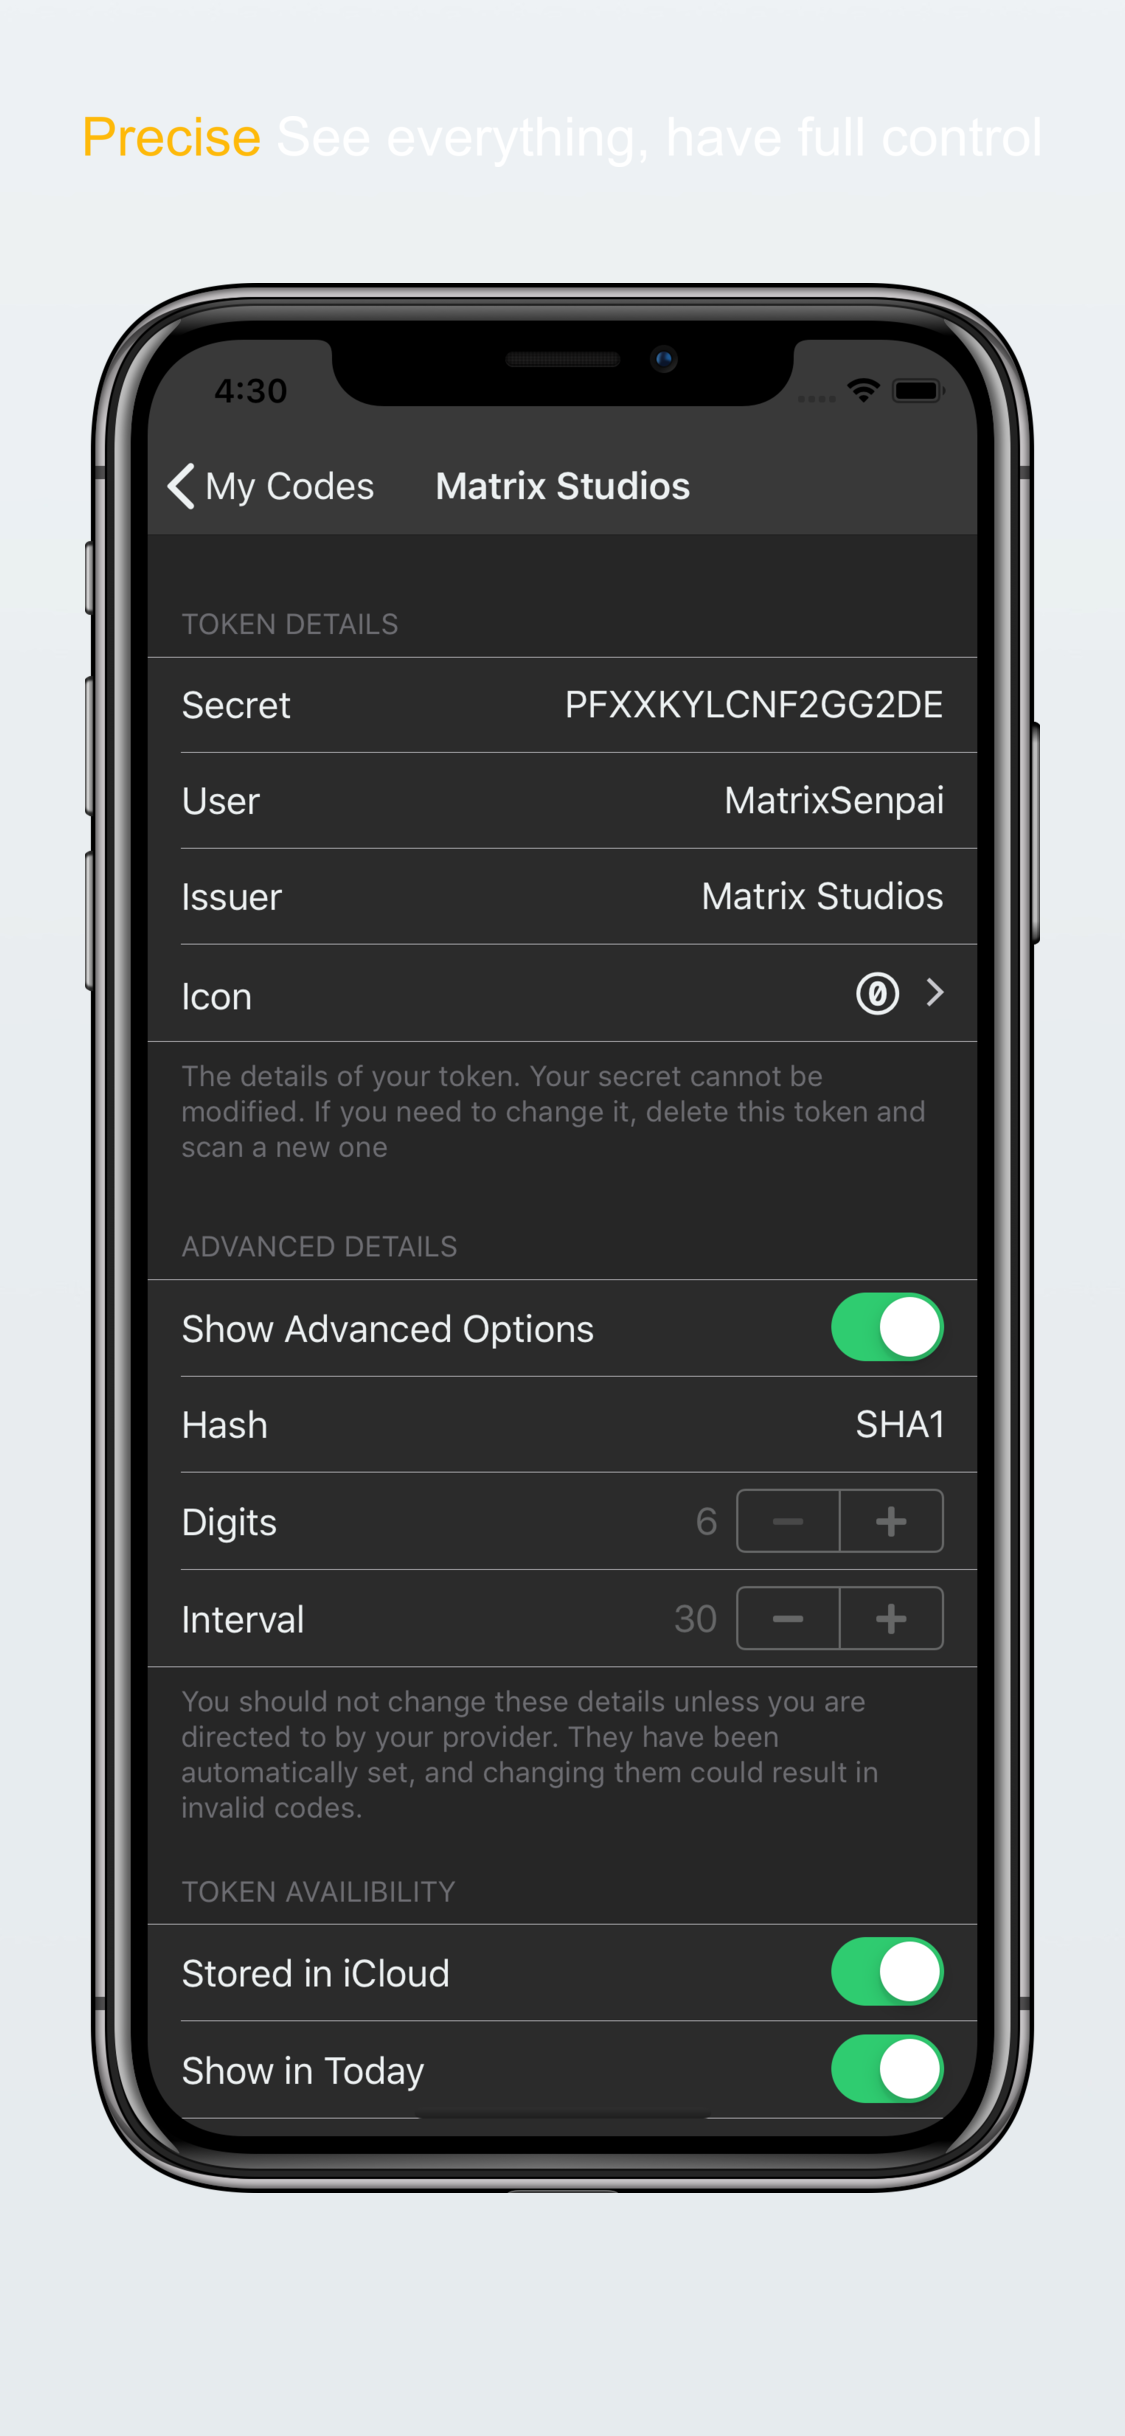 Precise See everything, have full control
4:30
My Codes Matrix Studios
TOKEN DETAILS
Secret PFXXKYLCNF2GG2DE
User MatrixSenpai
Issuer Matrix Studios
Icon 0
The details of your token. Your secret cannot be
modified. If you need to change it, delete this token and
scan a new one
ADVANCED DETAILS
Show Advanced Options
Hash SHA1
Digits 6 − +
Interval 30 − +
You should not change these details unless you are
directed to by your provider. They have been
automatically set, and changing them could result in
invalid codes.
TOKEN AVAILIBILITY
Stored in iCloud
Show in Today